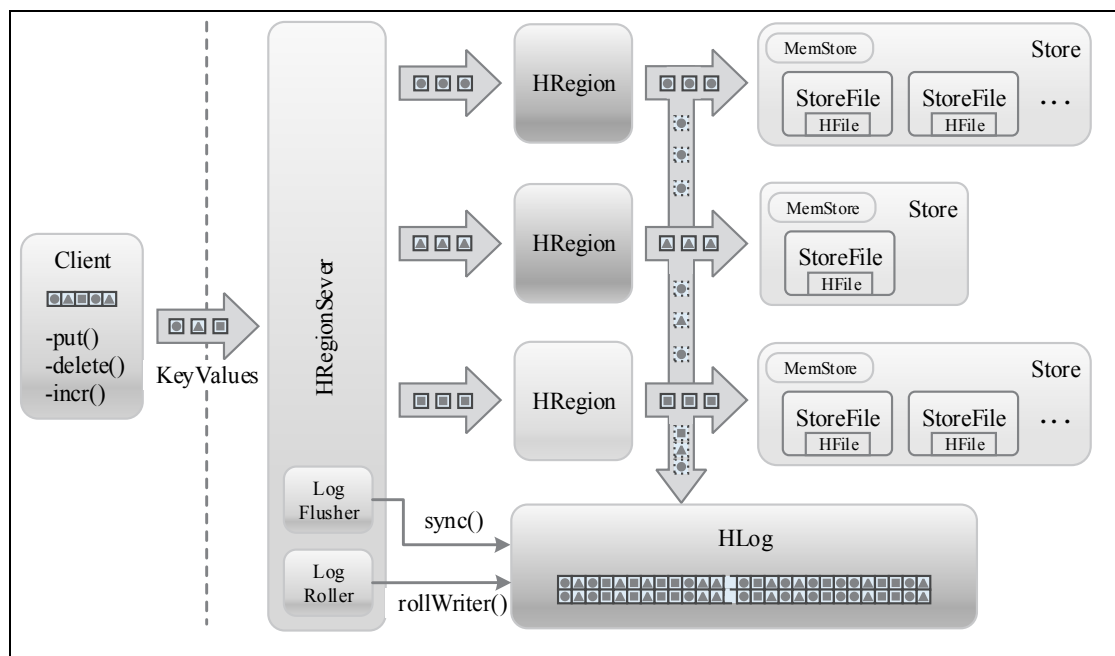 Client
-put()
-delete()
-incr()
KeyValues
HRegionSever
Log
Flusher
Log
Roller
sync()
rollWriter()
HRegion
MemStore
Store
StoreFile
HFile
StoreFile
HFile
...
HRegion
MemStore
Store
StoreFile
HFile
HRegion
MemStore
Store
StoreFile
HFile
StoreFile
HFile
...
HLog